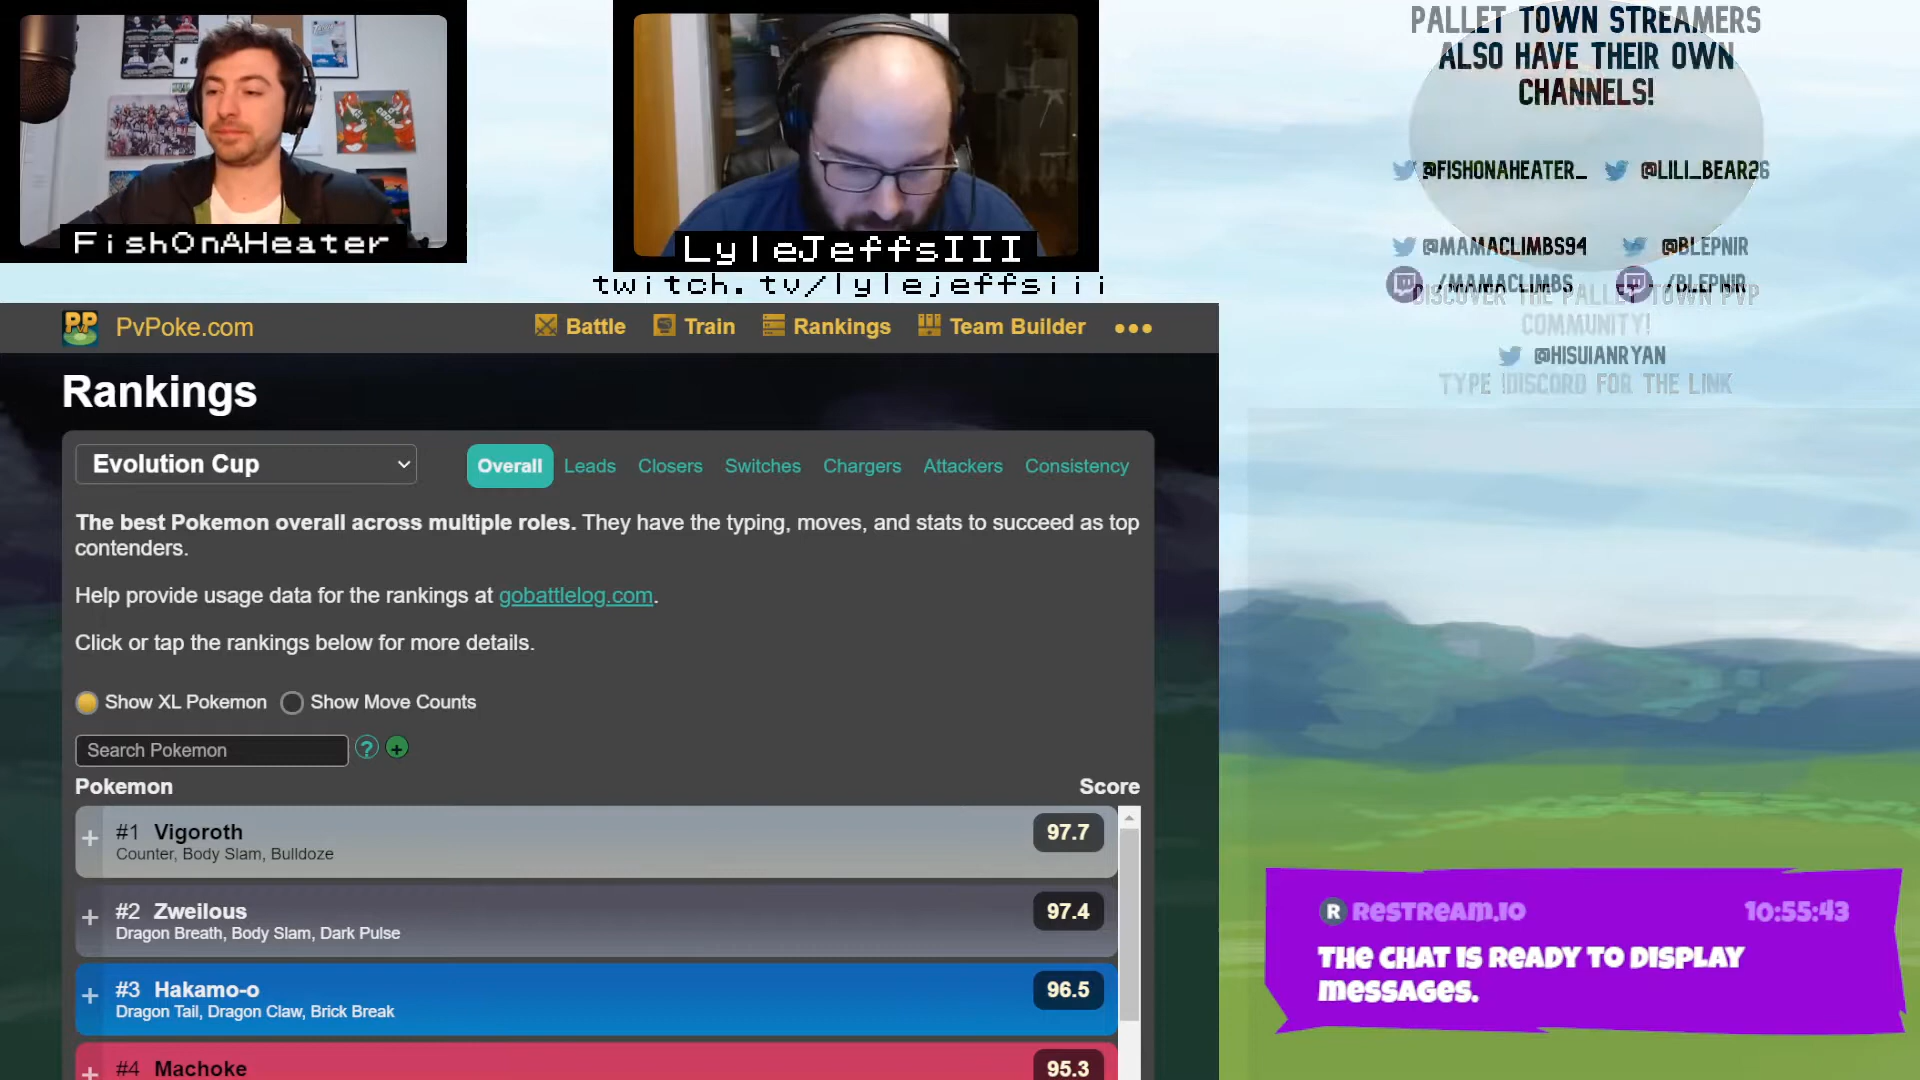 FishOnAHeater
LyleJeffsIII
twitch.tv/lylejeffsiii
PALLET TOWN STREAMERS
ALSO HAVE THEIR OWN
CHANNELS!
@FISHONAHEATER_
@LILI_BEAR26
@MAMACLIMBS94
@BLEPNIR
/MAMACLIMBS
/BLEPNIR
DISCOVER THE PALLET TOWN PVP
COMMUNITY!
@HISUIANRYAN
TYPE !DISCORD FOR THE LINK
PvPoke.com
Battle
Train
Rankings
Team Builder
Rankings
Evolution Cup
Overall
Leads
Closers
Switches
Chargers
Attackers
Consistency
The best Pokemon overall across multiple roles. They have the typing, moves, and stats to succeed as top
contenders.
Help provide usage data for the rankings at gobattlelog.com.
Click or tap the rankings below for more details.
Show XL Pokemon
Show Move Counts
Search Pokemon
?
+
Pokemon
Score
+ #1 Vigoroth 97.7
Counter, Body Slam, Bulldoze
+ #2 Zweilous 97.4
Dragon Breath, Body Slam, Dark Pulse
+ #3 Hakamo-o 96.5
Dragon Tail, Dragon Claw, Brick Break
+ #4 Machoke 95.3
R Restream.io 10:55:43
The chat is ready to display
messages.